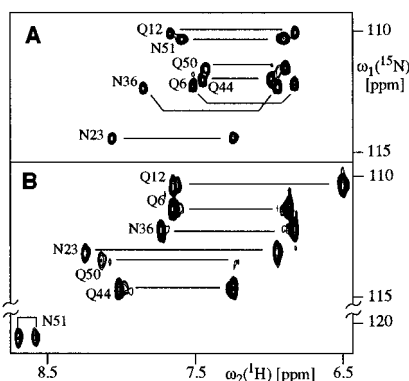 A
Q12
N51
Q50
N36
Q6
Q44
N23
110
ω₁(¹⁵N)
[ppm]
115
B
Q12
Q6
N36
N23
Q50
Q44
N51
110
115
120
8.5
7.5
6.5
ω₂(¹H) [ppm]